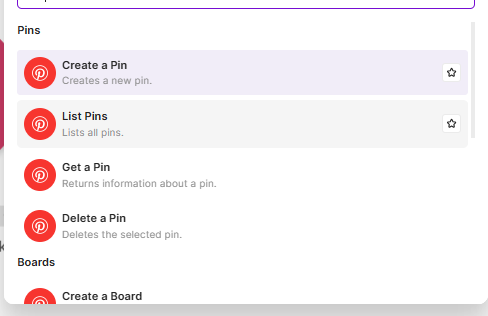 Pins
Create a Pin
Creates a new pin.
List Pins
Lists all pins.
Get a Pin
Returns information about a pin.
Delete a Pin
Deletes the selected pin.
Boards
Create a Board